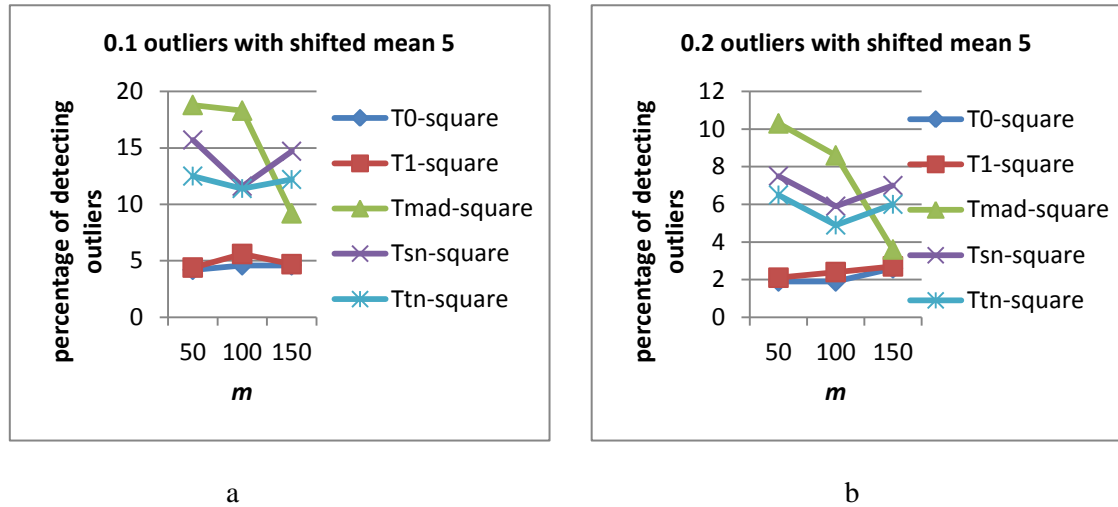 0.1 outliers with shifted mean 5
percentage of detecting
outliers
20
15
10
5
0
50 100 150
m
T0-square
T1-square
Tmad-square
Tsn-square
Ttn-square
a
0.2 outliers with shifted mean 5
percentage of detecting
outliers
12
10
8
6
4
2
0
50 100 150
m
T0-square
T1-square
Tmad-square
Tsn-square
Ttn-square
b